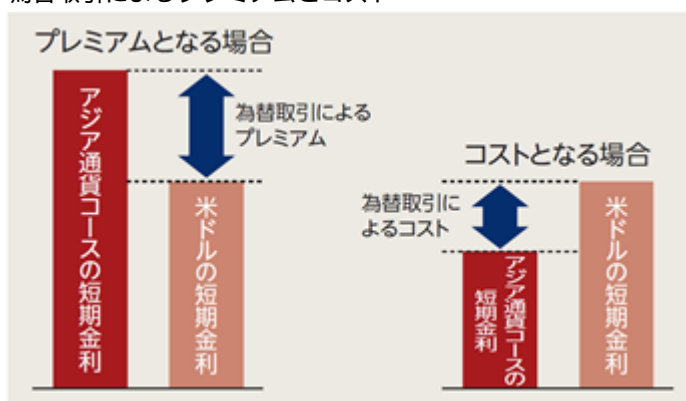 為替取引によるプレミアムとコスト
プレミアムとなる場合
アジア通貨コースの短期金利
為替取引による
プレミアム
米ドルの短期金利
コストとなる場合
為替取引に
よるコスト
アジア通貨コースの
短期金利
米ドルの短期金利